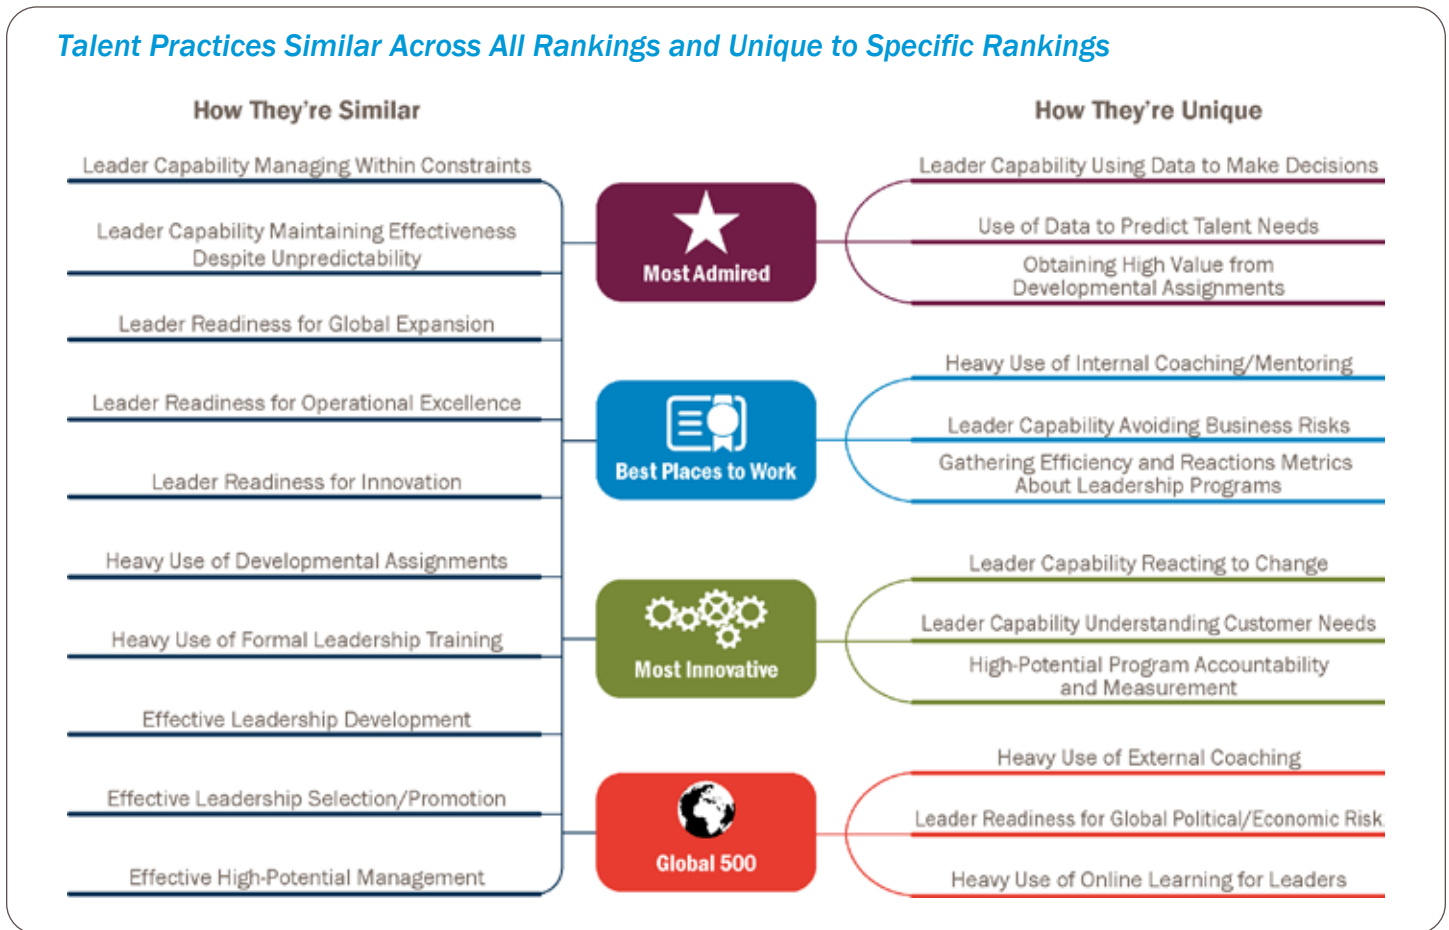 Talent Practices Similar Across All Rankings and Unique to Specific Rankings
How They're Similar
Leader Capability Managing Within Constraints
Leader Capability Maintaining Effectiveness
Despite Unpredictability
Leader Readiness for Global Expansion
Leader Readiness for Operational Excellence
Leader Readiness for Innovation
Heavy Use of Developmental Assignments
Heavy Use of Formal Leadership Training
Effective Leadership Development
Effective Leadership Selection/Promotion
Effective High-Potential Management
Most Admired
Best Places to Work
Most Innovative
Global 500
How They're Unique
Leader Capability Using Data to Make Decisions
Use of Data to Predict Talent Needs
Obtaining High Value from
Developmental Assignments
Heavy Use of Internal Coaching/Mentoring
Leader Capability Avoiding Business Risks
Gathering Efficiency and Reactions Metrics
About Leadership Programs
Leader Capability Reacting to Change
Leader Capability Understanding Customer Needs
High-Potential Program Accountability
and Measurement
Heavy Use of External Coaching
Leader Readiness for Global Political/Economic Risk
Heavy Use of Online Learning for Leaders